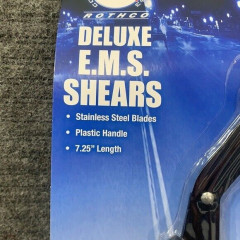 ROTHCO
DELUXE
E.M.S.
SHEARS
• Stainless Steel Blades
• Plastic Handle
• 7.25" Length